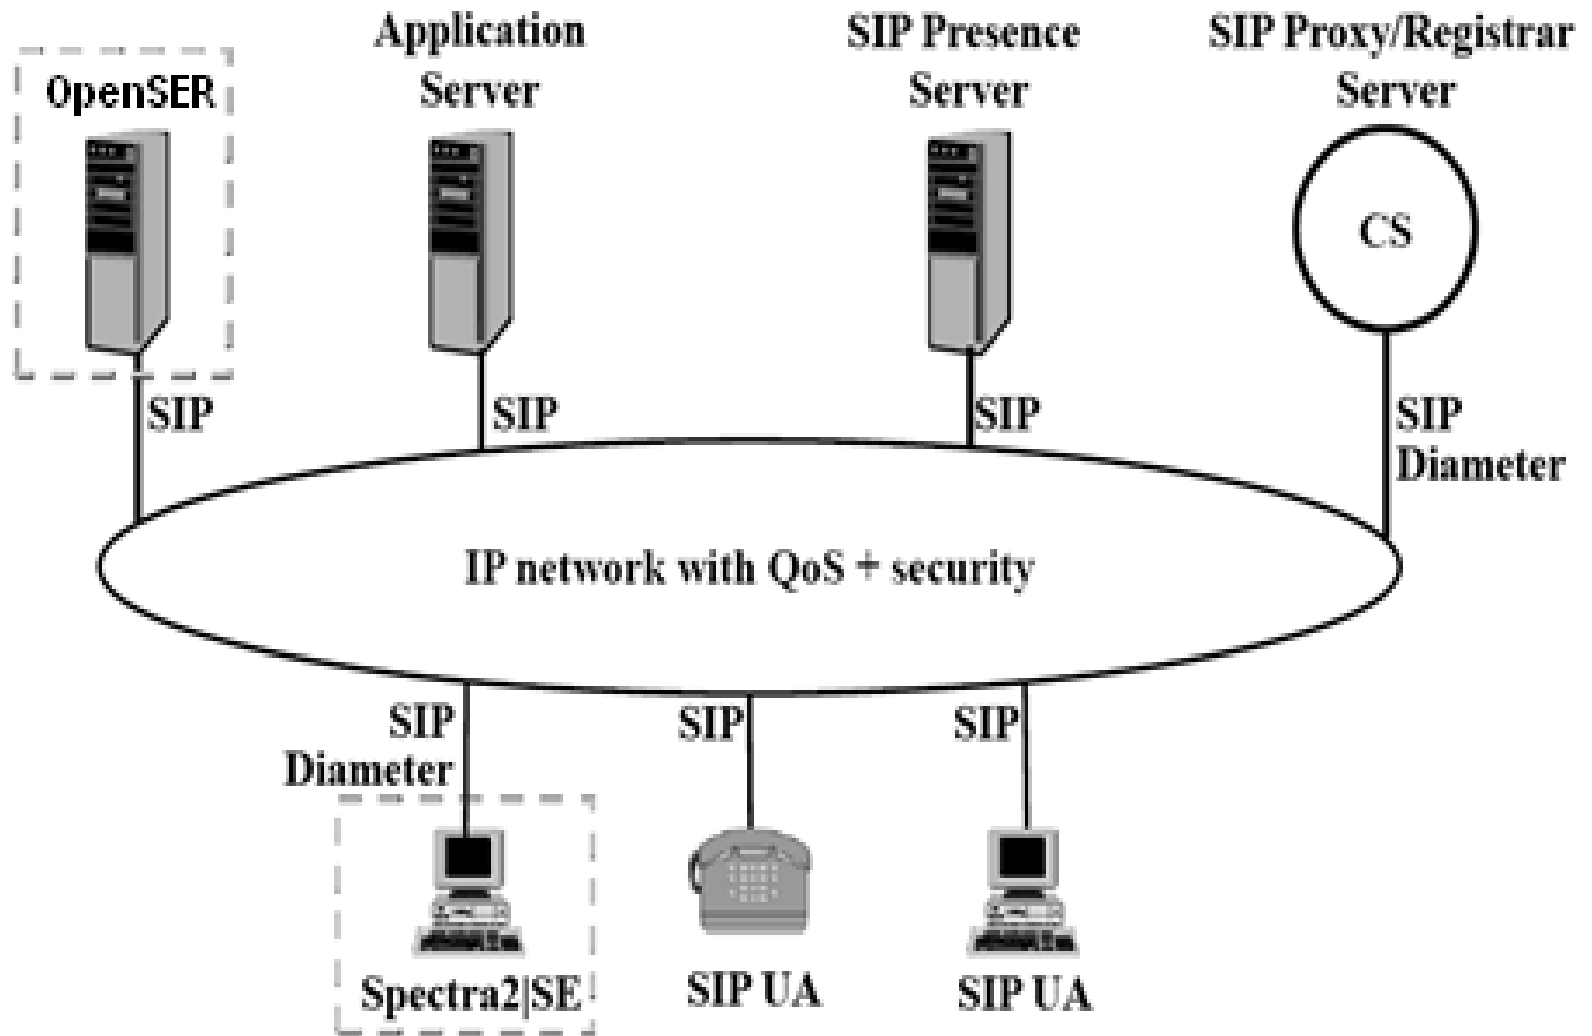 OpenSER
Application
Server
SIP Presence
Server
SIP Proxy/Registrar
Server
CS
SIP
SIP
SIP
SIP
Diameter
IP network with QoS + security
SIP
Diameter
SIP
SIP
Spectra2|SE
SIP UA
SIP UA